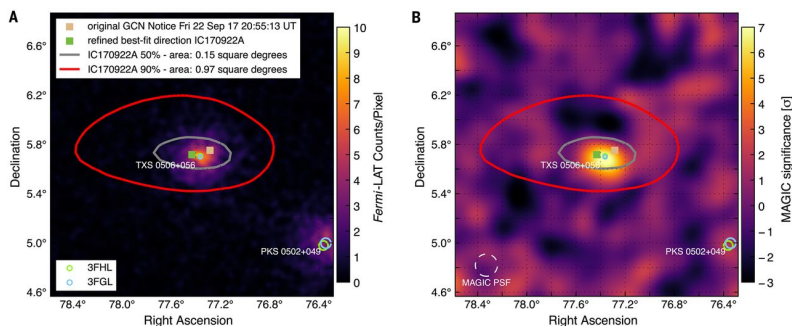 A
original GCN Notice Fri 22 Sep 17 20:55:13 UT
refined best-fit direction IC170922A
IC170922A 50% - area: 0.15 square degrees
IC170922A 90% - area: 0.97 square degrees
6.6°
6.2°
5.8°
5.4°
5.0°
4.6°
Declination
TXS 0506+056
PKS 0502+049
3FHL
3FGL
78.4°
78.0°
77.6°
77.2°
76.8°
76.4°
Right Ascension
10
9
8
7
6
5
4
3
2
1
0
Fermi-LAT Counts/Pixel
B
6.6°
6.2°
5.8°
5.4°
5.0°
4.6°
Declination
TXS 0506+056
PKS 0502+049
MAGIC PSF
78.4°
78.0°
77.6°
77.2°
76.8°
76.4°
Right Ascension
7
6
5
4
3
2
1
0
−1
−2
−3
MAGIC significance [σ]